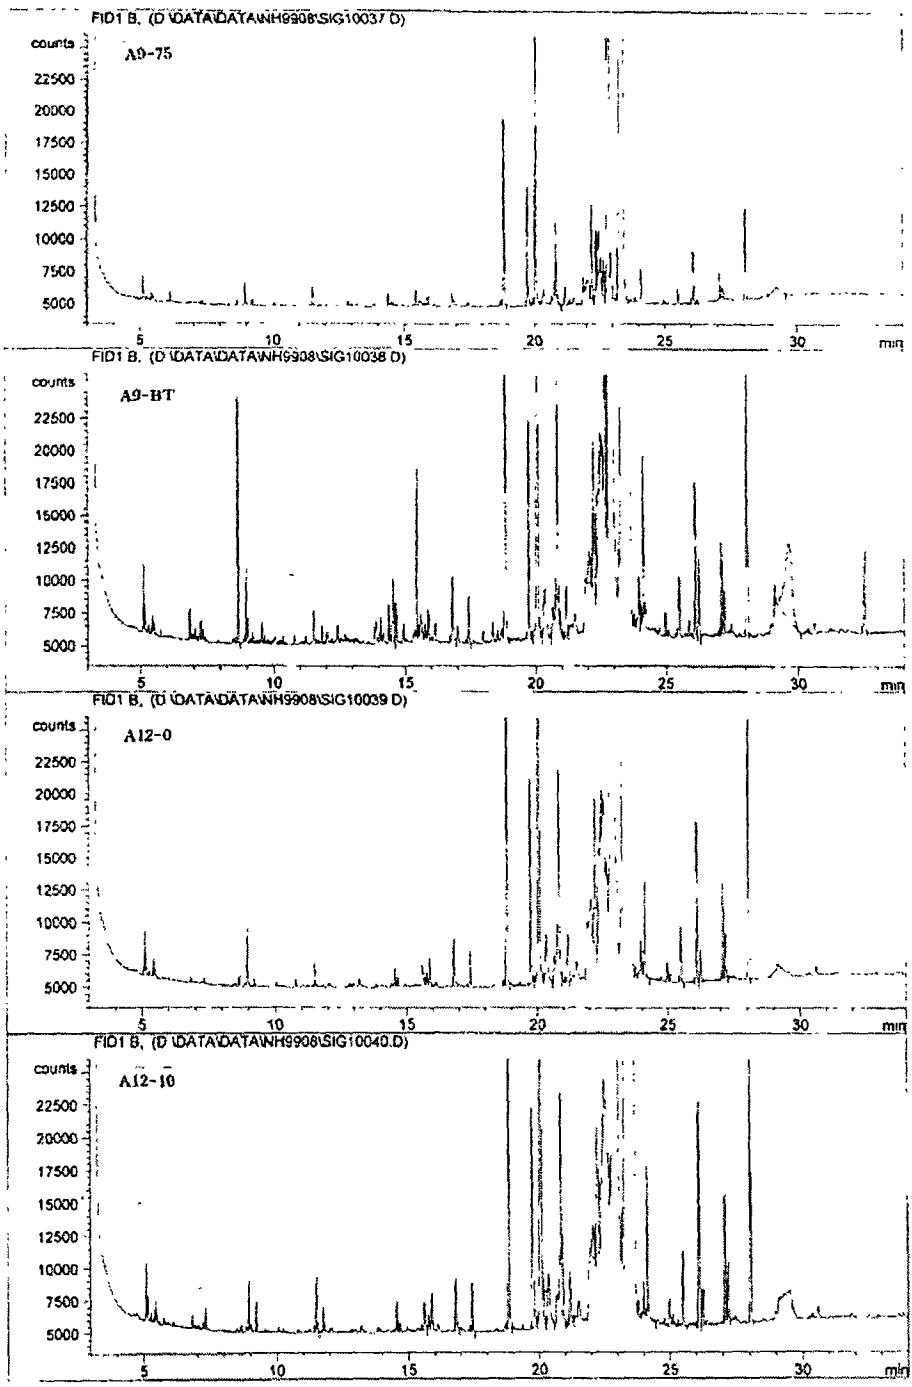 FID1 B, (D:\DATA\DATA\NH9908\SIG10037.D)
counts
A9-75
22500
20000
17500
15000
12500
10000
7500
5000
5 10 15 20 25 30 min
FID1 B, (D:\DATA\DATA\NH9908\SIG10038.D)
counts
A9-BT
22500
20000
17500
15000
12500
10000
7500
5000
5 10 15 20 25 30 min
FID1 B, (D:\DATA\DATA\NH9908\SIG10039.D)
counts
A12-0
22500
20000
17500
15000
12500
10000
7500
5000
5 10 15 20 25 30 min
FID1 B, (D:\DATA\DATA\NH9908\SIG10040.D)
counts
A12-10
22500
20000
17500
15000
12500
10000
7500
5000
5 10 15 20 25 30 min